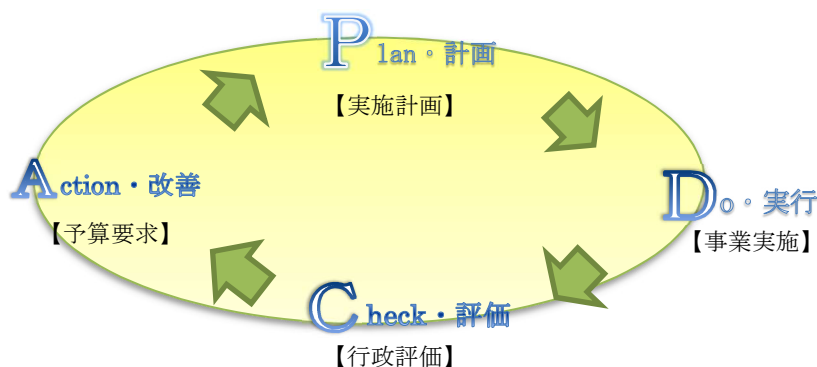 Plan・計画
【実施計画】
Action・改善
【予算要求】
Do・実行
【事業実施】
Check・評価
【行政評価】